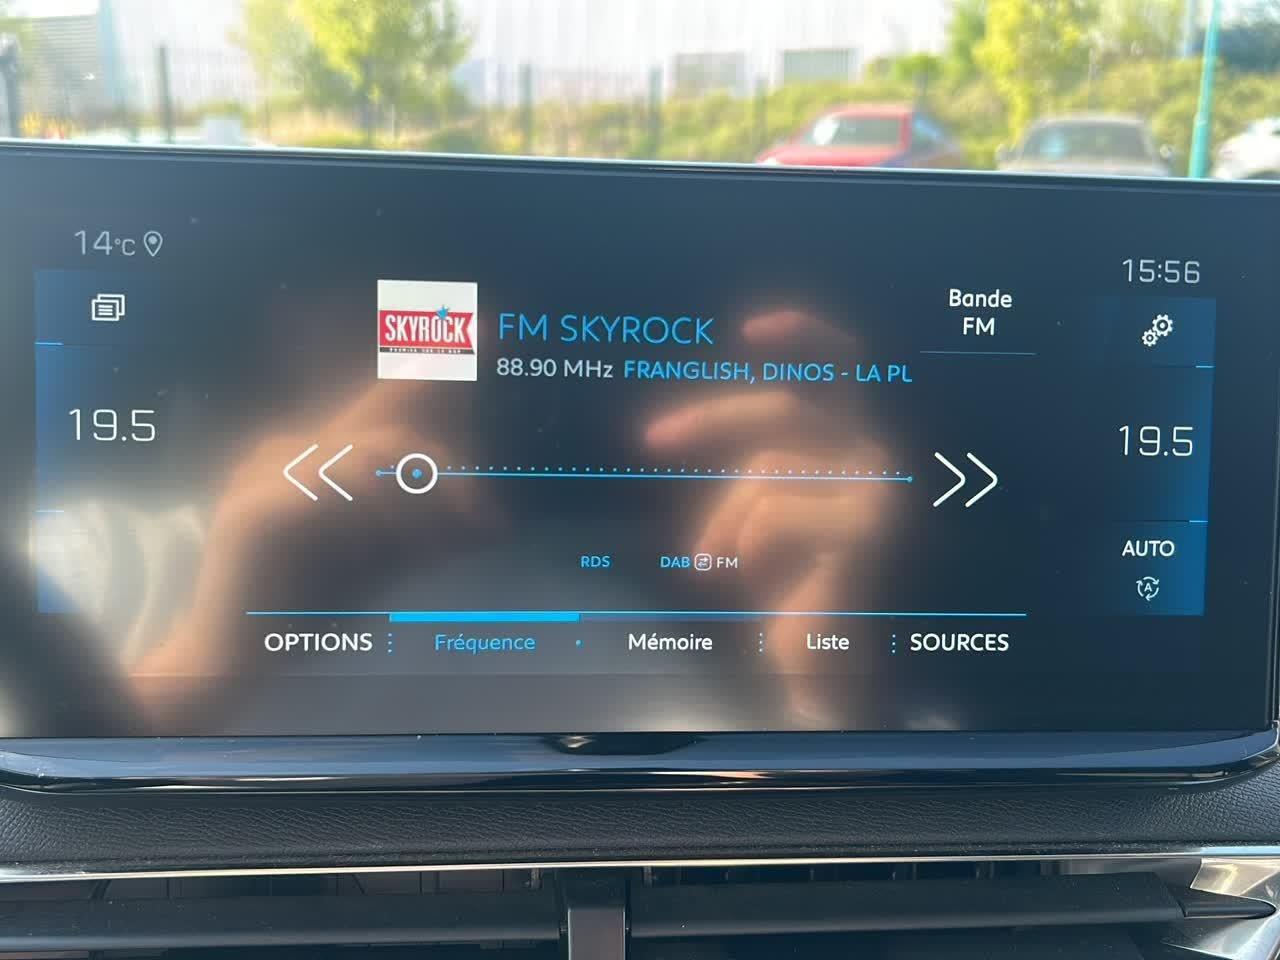 14°C
15:56
Bande
FM
SKYROCK
FM SKYROCK
88.90 MHz FRANGLISH, DINOS - LA PL
19.5
19.5
RDS
DAB FM
AUTO
A
OPTIONS
Fréquence
Mémoire
Liste
SOURCES